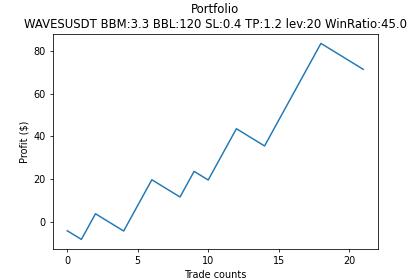 Portfolio
WAVESUSDT BBM:3.3 BBL:120 SL:0.4 TP:1.2 lev:20 WinRatio:45.0
80
60
40
20
0
Profit ($)
0 5 10 15 20
Trade counts